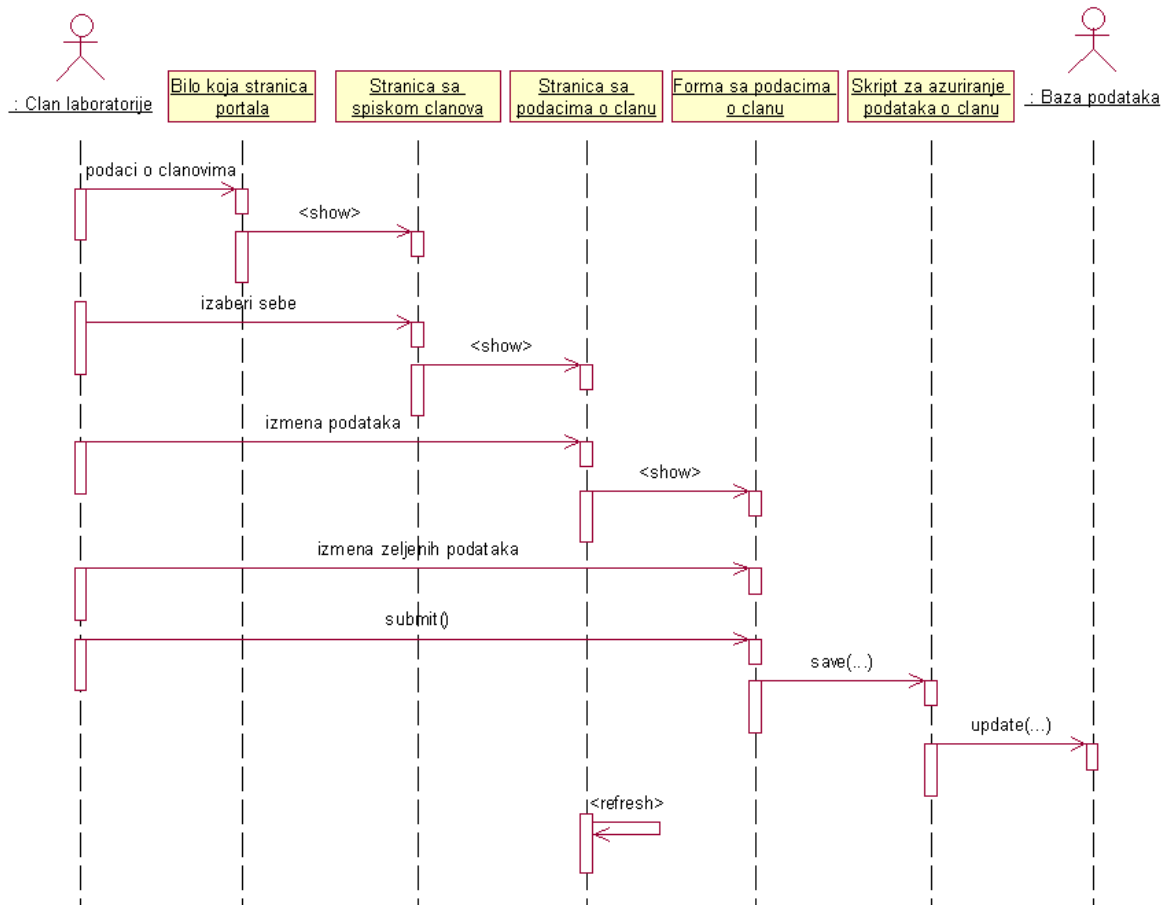 : Clan laboratorije
Bilo koja stranica
portala
Stranica sa
spiskom clanova
Stranica sa
podacima o clanu
Forma sa podacima
o clanu
Skript za azuriranje
podataka o clanu
: Baza podataka
podaci o clanovima
<show>
izaberi sebe
<show>
izmena podataka
<show>
izmena zeljenih podataka
submit()
save(...)
update(...)
<refresh>